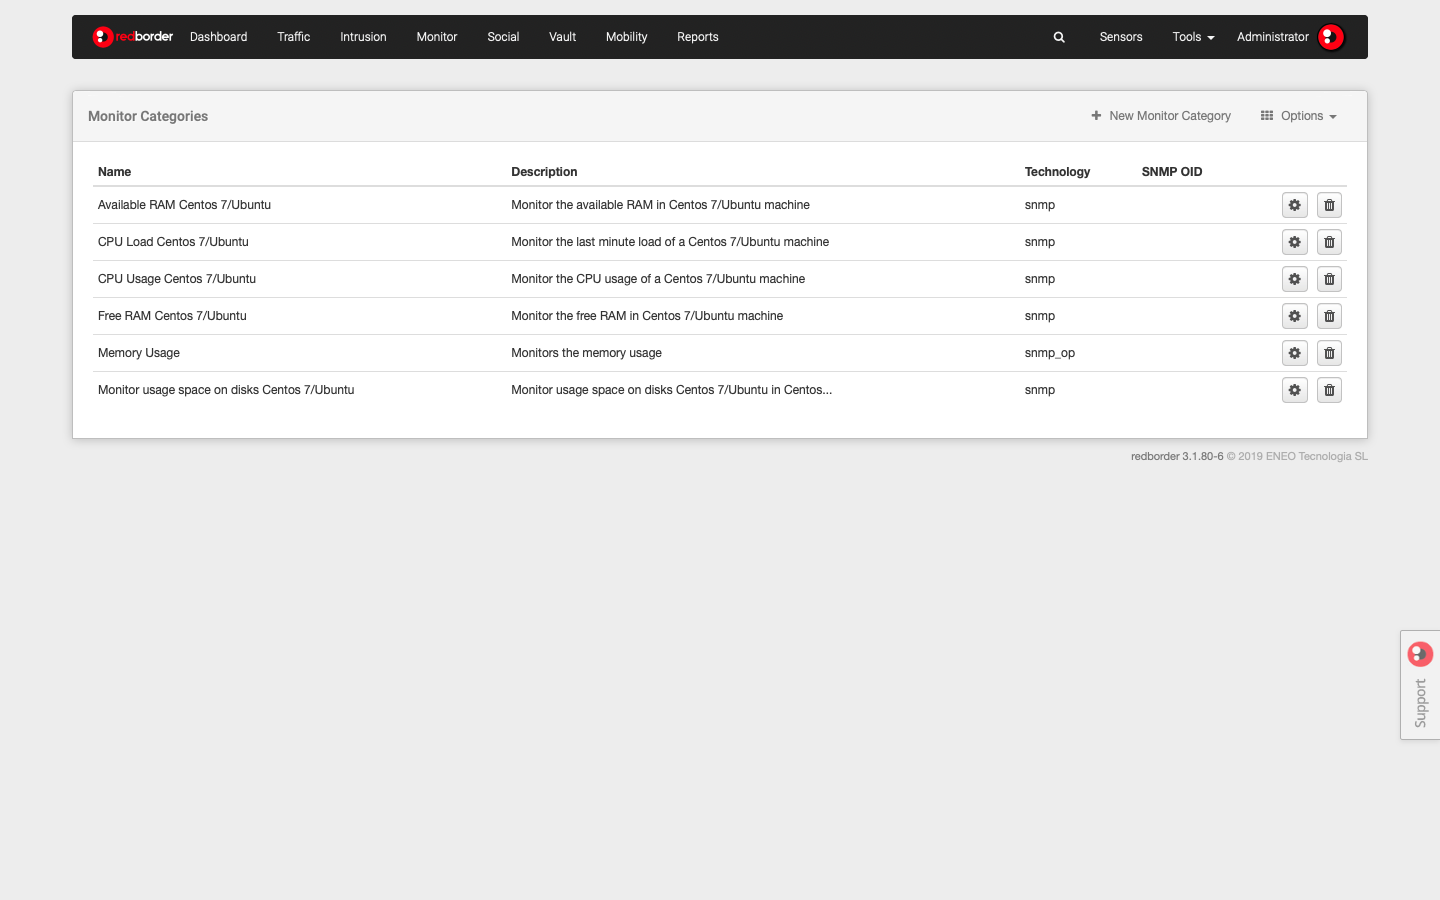 redborder Dashboard Traffic Intrusion Monitor Social Vault Mobility Reports Sensors Tools Administrator
Monitor Categories New Monitor Category Options
Name Description Technology SNMP OID
Available RAM Centos 7/Ubuntu Monitor the available RAM in Centos 7/Ubuntu machine snmp
CPU Load Centos 7/Ubuntu Monitor the last minute load of a Centos 7/Ubuntu machine snmp
CPU Usage Centos 7/Ubuntu Monitor the CPU usage of a Centos 7/Ubuntu machine snmp
Free RAM Centos 7/Ubuntu Monitor the free RAM in Centos 7/Ubuntu machine snmp
Memory Usage Monitors the memory usage snmp_op
Monitor usage space on disks Centos 7/Ubuntu Monitor usage space on disks Centos 7/Ubuntu in Centos... snmp
redborder 3.1.80-6 © 2019 ENEO Tecnologia SL
Support